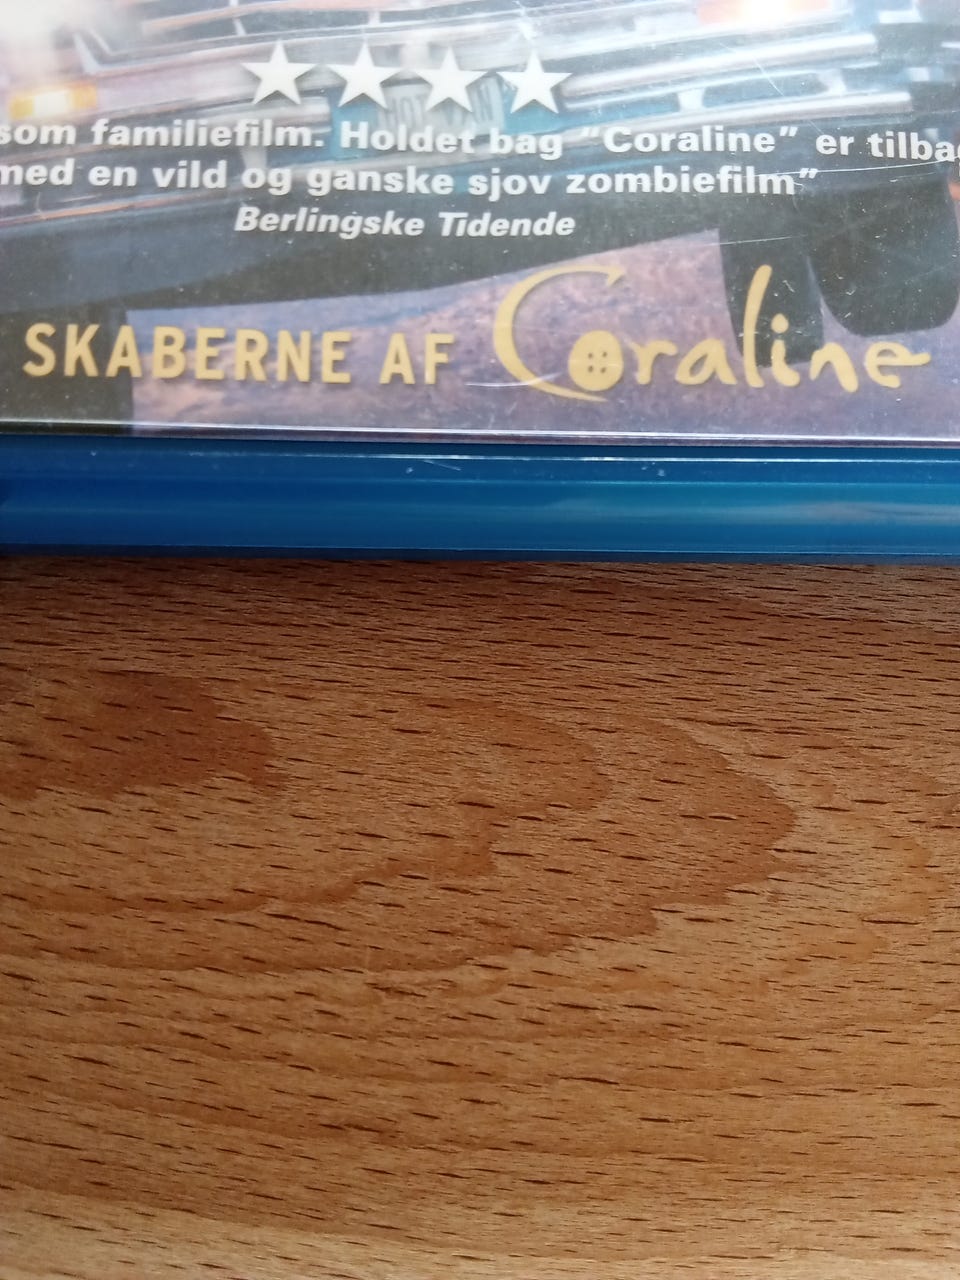 som familiefilm. Holdet bag "Coraline" er
med en vild og ganske sjov zombiefilm"
Berlingske Tidende
SKABERNE AF Coraline